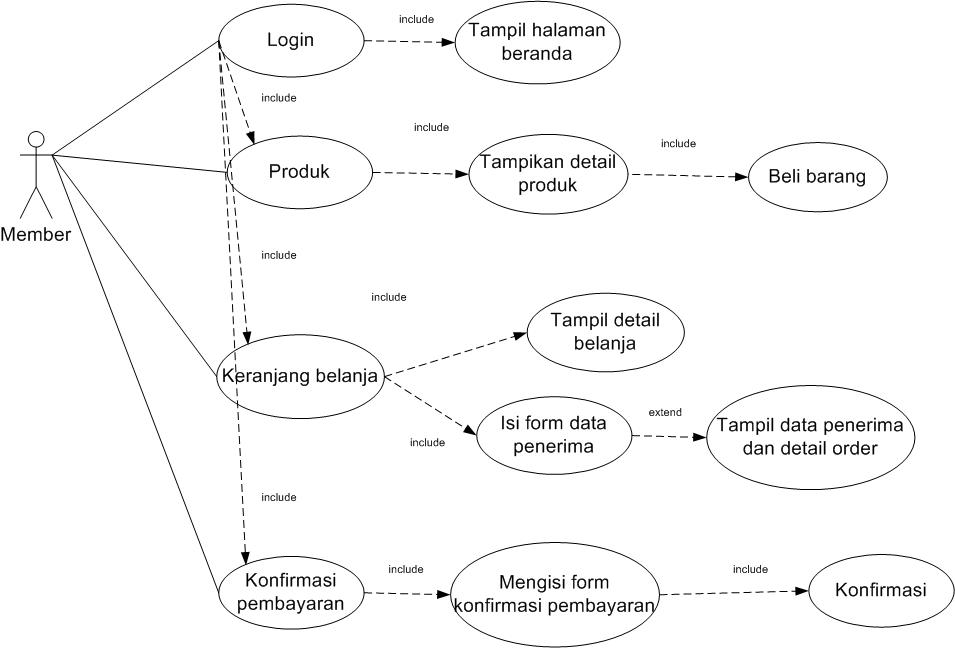 include
Login
Tampil halaman
beranda
include
include
include
Produk
Tampikan detail
produk
Beli barang
Member
include
include
Tampil detail
belanja
Keranjang belanja
include
Isi form data
penerima
extend
Tampil data penerima
dan detail order
include
include
include
Konfirmasi
pembayaran
Mengisi form
konfirmasi pembayaran
Konfirmasi